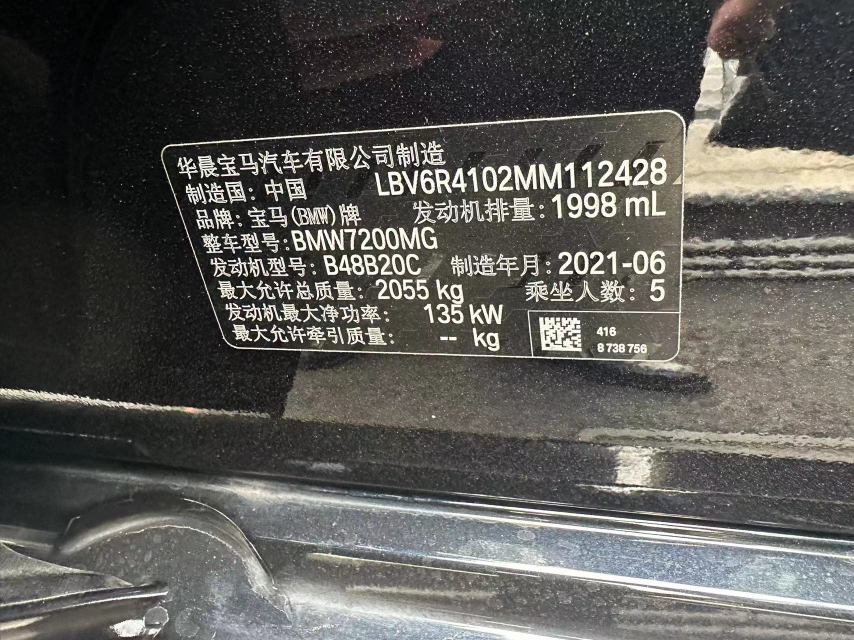 华晨宝马汽车有限公司制造
制造国: 中国 LBV6R4102MM112428
品牌: 宝马(BMW)牌 发动机排量: 1998 mL
整车型号: BMW7200MG
发动机型号: B48B20C 制造年月: 2021-06
最大允许总质量: 2055 kg 乘坐人数: 5
发动机最大净功率: 135 kW
最大允许牵引质量: -- kg
416
8 738 756